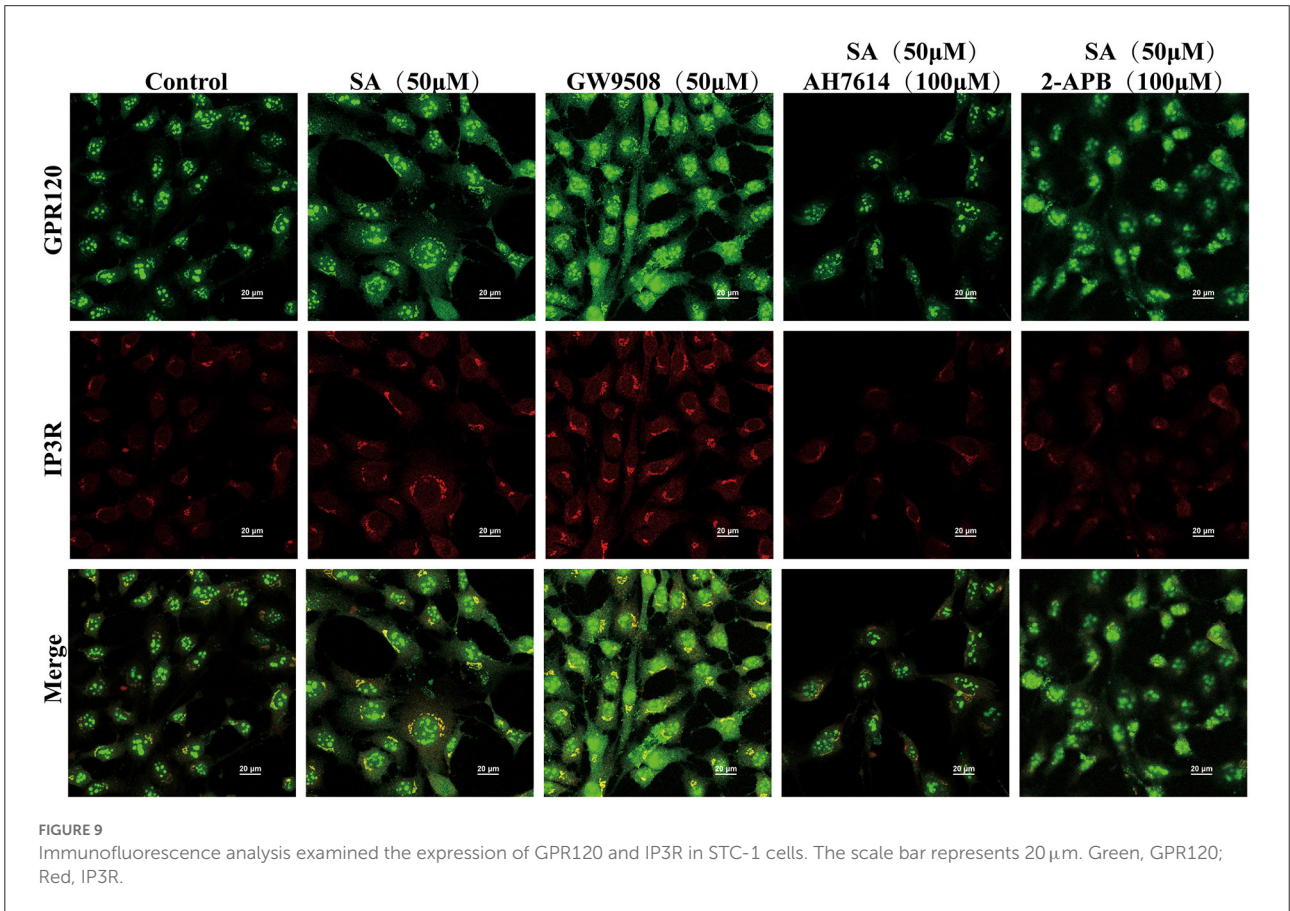 SA（50μM） SA（50μM）
Control SA（50μM） GW9508（50μM） AH7614（100μM） 2-APB（100μM）
GPR120
20 μm 20 μm 20 μm 20 μm 20 μm
IP3R
20 μm 20 μm 20 μm 20 μm 20 μm
Merge
20 μm 20 μm 20 μm 20 μm 20 μm
FIGURE 9
Immunofluorescence analysis examined the expression of GPR120 and IP3R in STC-1 cells. The scale bar represents 20 μm. Green, GPR120;
Red, IP3R.